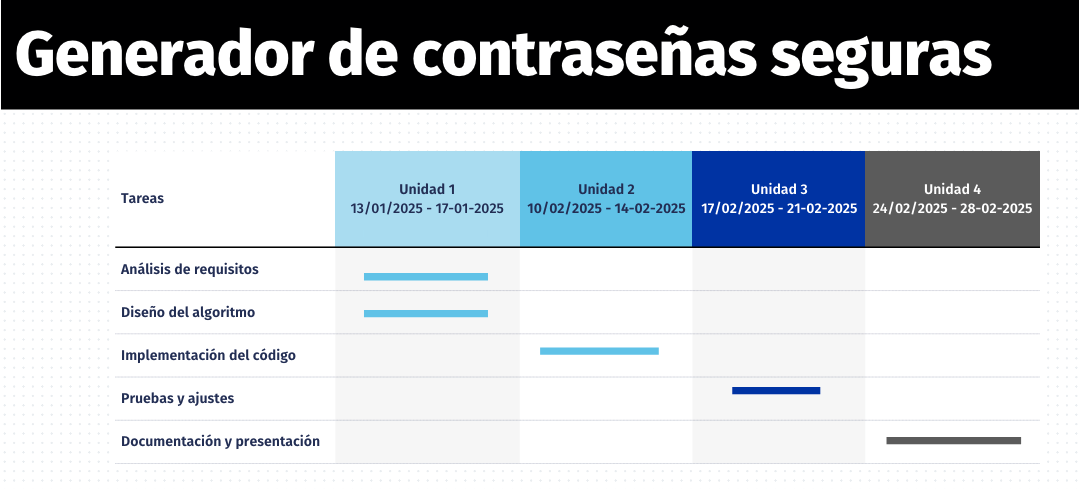 Generador de contraseñas seguras
Tareas
Unidad 1
13/01/2025 - 17-01-2025
Unidad 2
10/02/2025 - 14-02-2025
Unidad 3
17/02/2025 - 21-02-2025
Unidad 4
24/02/2025 - 28-02-2025
Análisis de requisitos
Diseño del algoritmo
Implementación del código
Pruebas y ajustes
Documentación y presentación